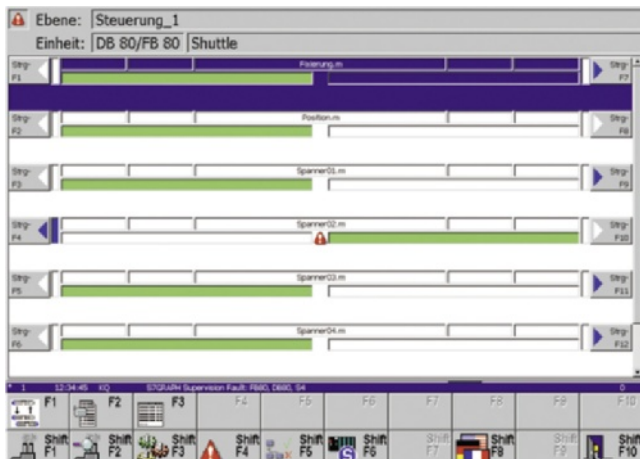 Ebene: Steuerung_1
Einheit: DB 80/FB 80 Shuttle
Strg- F1 Fixierung.m Strg- F7
Strg- F2 Position.m Strg- F8
Strg- F3 Spanner01.m Strg- F9
Strg- F4 Spanner02.m Strg- F10
Strg- F5 Spanner03.m Strg- F11
Strg- F6 Spanner04.m Strg- F12
* 1 12:34:45 KQ S7GRAPH Supervision Fault: FB80, DB80, S4 0
F1 F2 F3 F4 F5 F6 F7 F8 F9 F10
Shift F1 Shift F2 Shift F3 Shift F4 Shift F5 S Shift F6 Shift F7 Shift F8 Shift F9 Shift F10